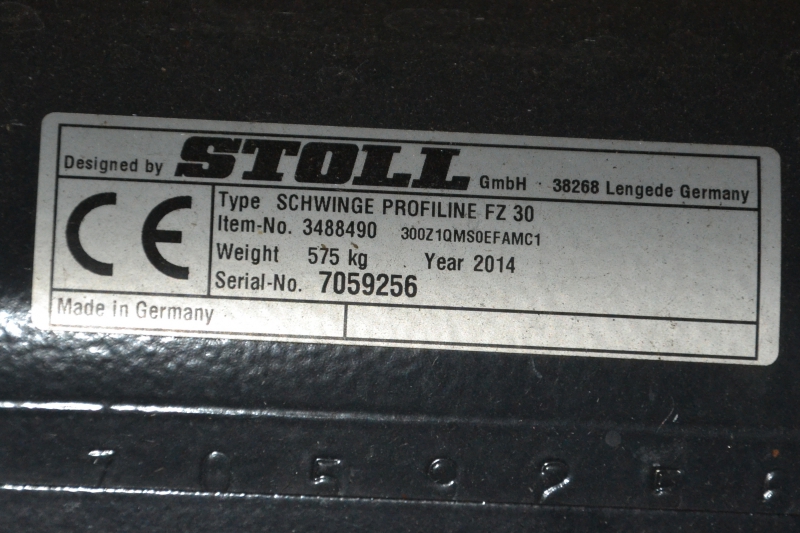 Designed by STOLL GmbH · 38268 Lengede Germany
CE
Type SCHWINGE PROFILINE FZ 30
Item-No. 3488490 300Z1QMS0EFAMC1
Weight 575 kg Year 2014
Serial-No. 7059256
Made in Germany
705925